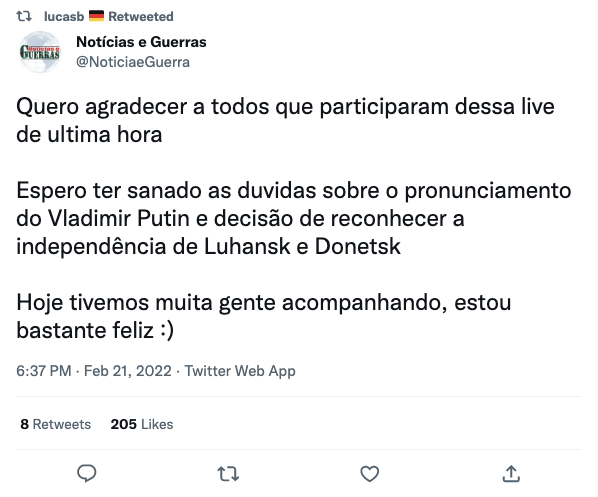 lucasb 🇩🇪 Retweeted
Notícias e Guerras
@NoticiaeGuerra
Quero agradecer a todos que participaram dessa live
de ultima hora
Espero ter sanado as duvidas sobre o pronunciamento
do Vladimir Putin e decisão de reconhecer a
independência de Luhansk e Donetsk
Hoje tivemos muita gente acompanhando, estou
bastante feliz :)
6:37 PM · Feb 21, 2022 · Twitter Web App
8 Retweets 205 Likes